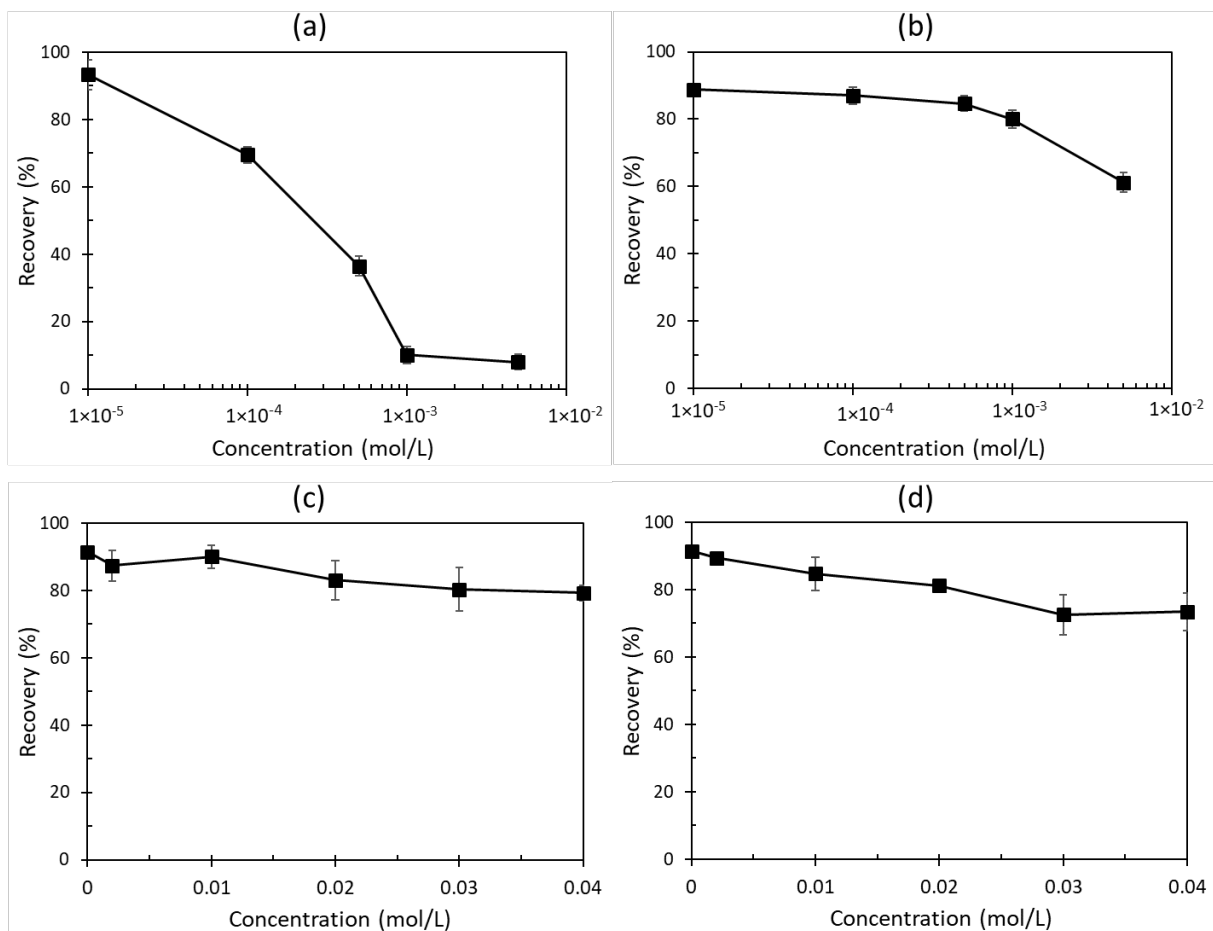 (a)
100
80
60
40
20
0
Recovery (%)
1×10⁻⁵ 1×10⁻⁴ 1×10⁻³ 1×10⁻²
Concentration (mol/L)
(b)
100
80
60
40
20
0
Recovery (%)
1×10⁻⁵ 1×10⁻⁴ 1×10⁻³ 1×10⁻²
Concentration (mol/L)
(c)
100
80
60
40
20
0
Recovery (%)
0 0.01 0.02 0.03 0.04
Concentration (mol/L)
(d)
100
80
60
40
20
0
Recovery (%)
0 0.01 0.02 0.03 0.04
Concentration (mol/L)